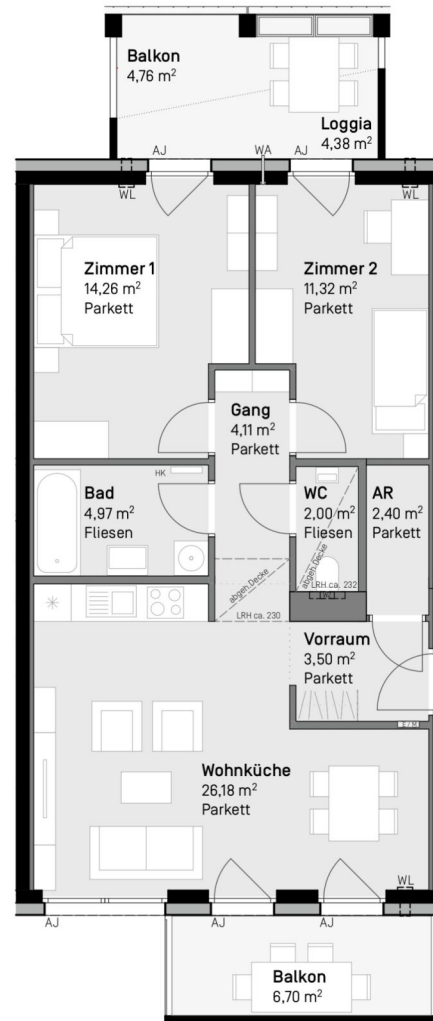 Balkon
4,76 m²
Loggia
4,38 m²
AJ
WA
AJ
WL
WL
Zimmer 1
14,26 m²
Parkett
Zimmer 2
11,32 m²
Parkett
Gang
4,11 m²
Parkett
HK
Bad
4,97 m²
Fliesen
WC
2,00 m²
Fliesen
AR
2,40 m²
Parkett
abgeh.Decke
abgeh.Decke
LRH ca. 232
LRH ca. 230
Vorraum
3,50 m²
Parkett
E/M
Wohnküche
26,18 m²
Parkett
WL
AJ
AJ
AJ
Balkon
6,70 m²